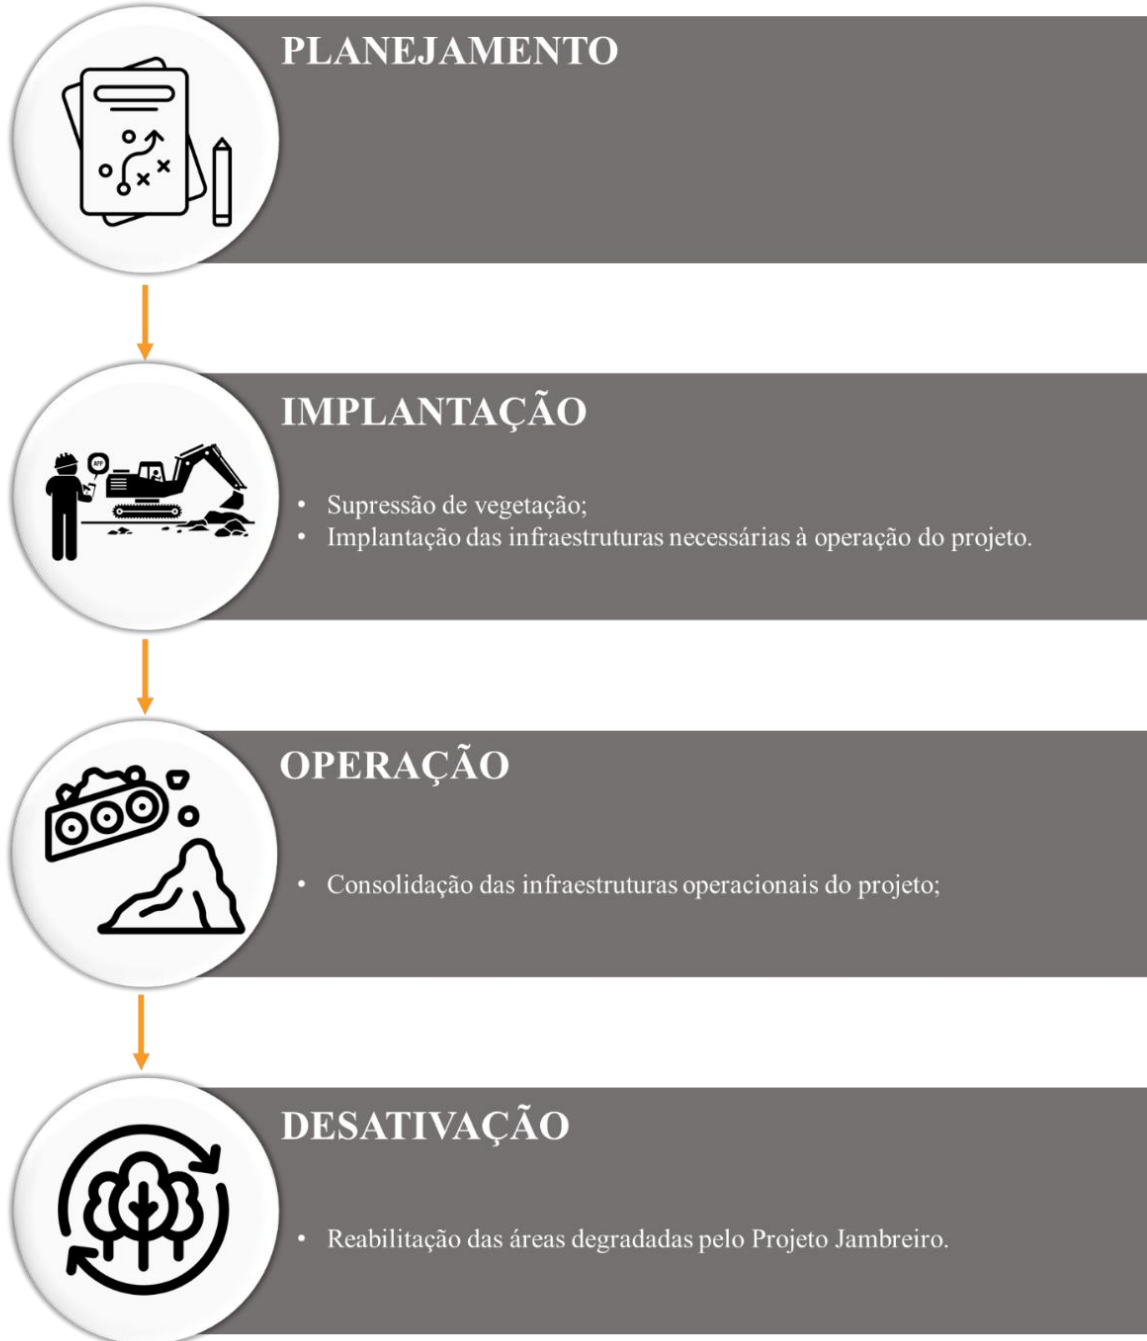 PLANEJAMENTO
IMPLANTAÇÃO
APP
• Supressão de vegetação;
• Implantação das infraestruturas necessárias à operação do projeto.
OPERAÇÃO
• Consolidação das infraestruturas operacionais do projeto;
DESATIVAÇÃO
• Reabilitação das áreas degradadas pelo Projeto Jambreiro.